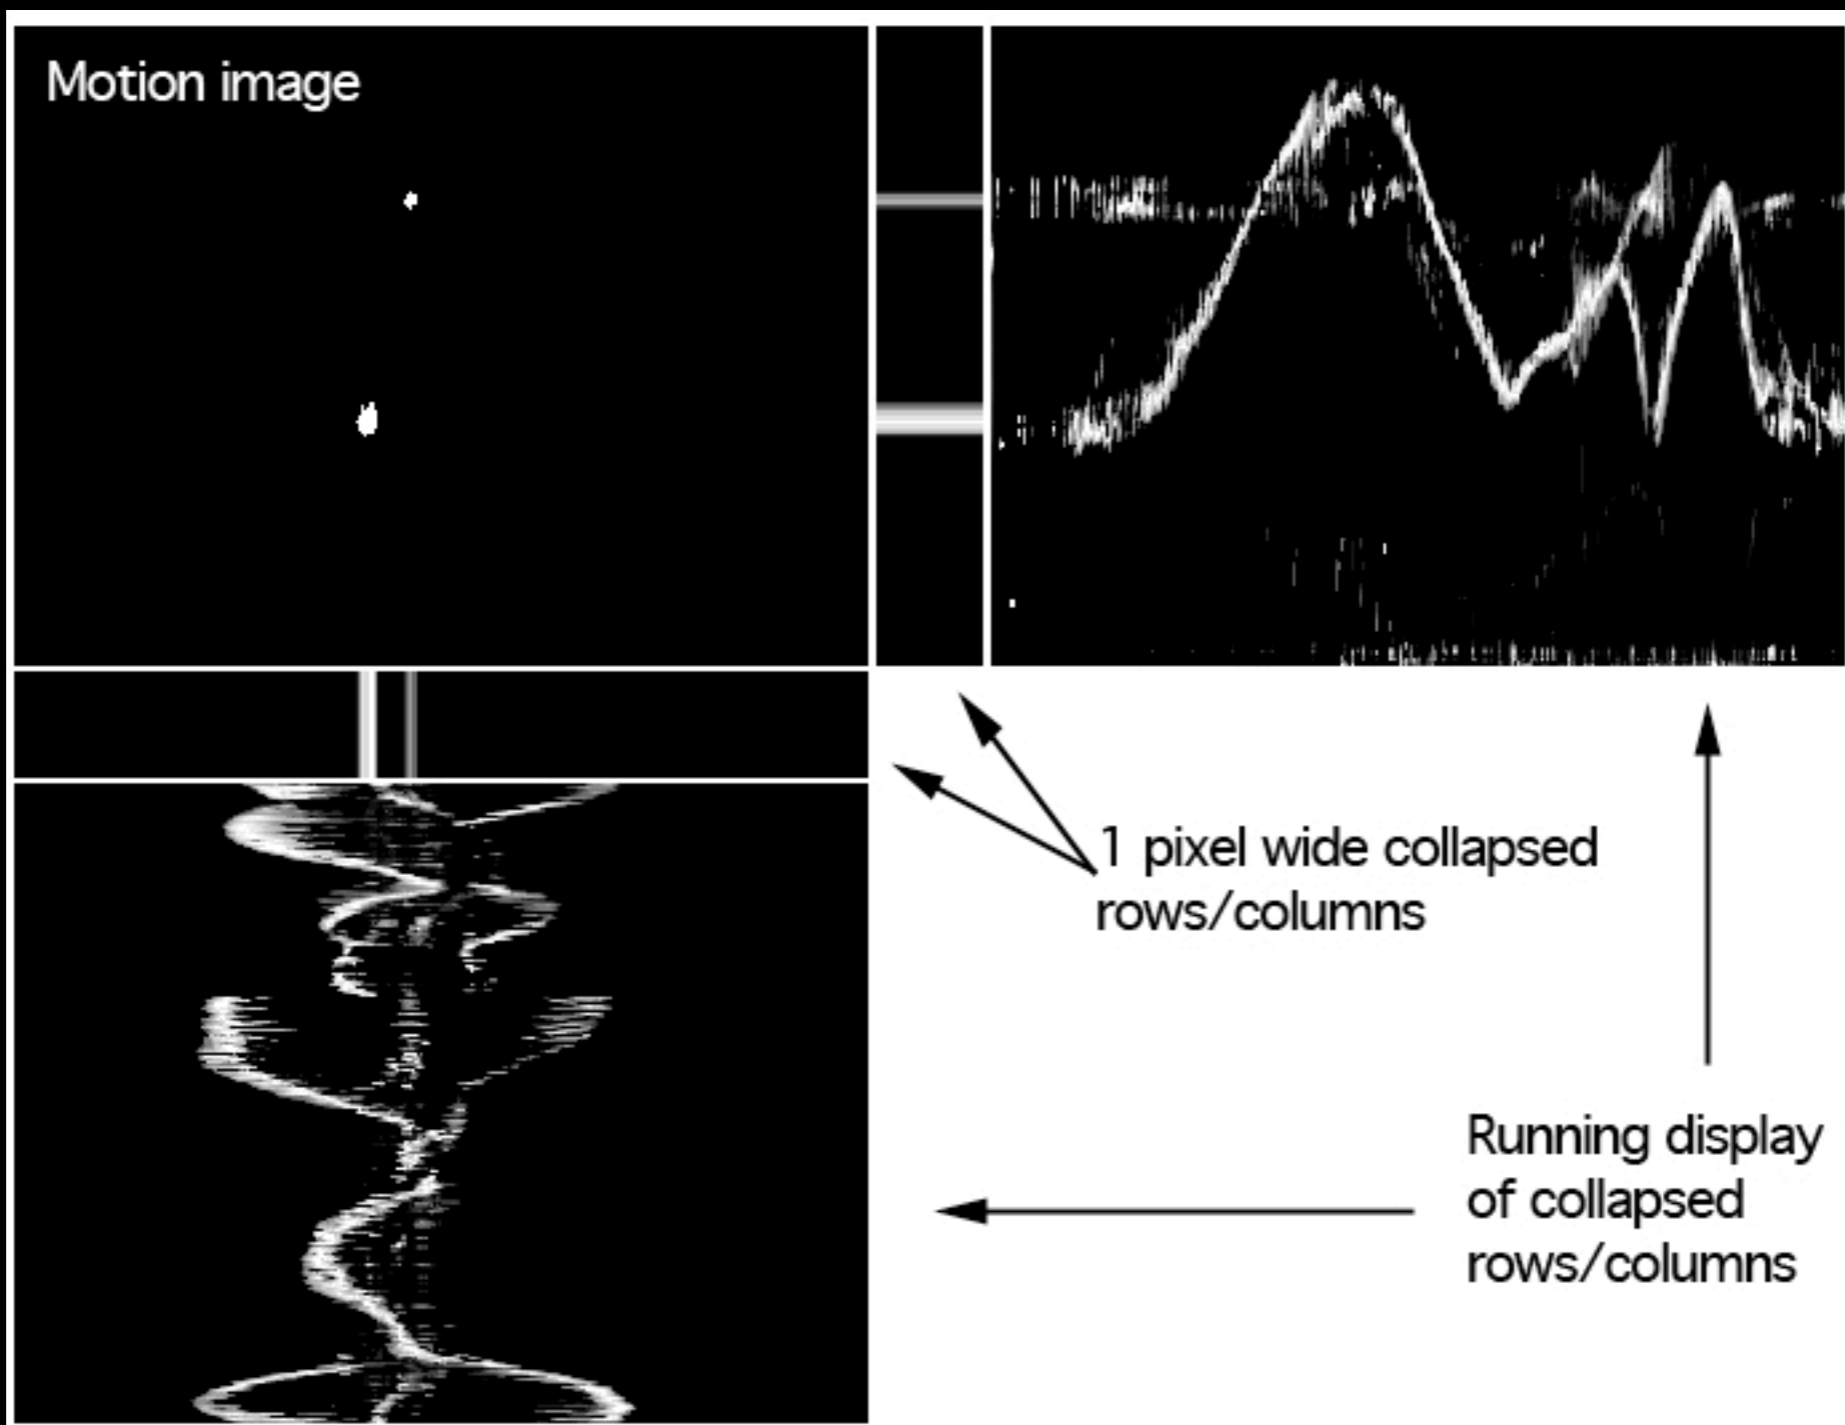 Motion image
1 pixel wide collapsed
rows/columns
Running display
of collapsed
rows/columns